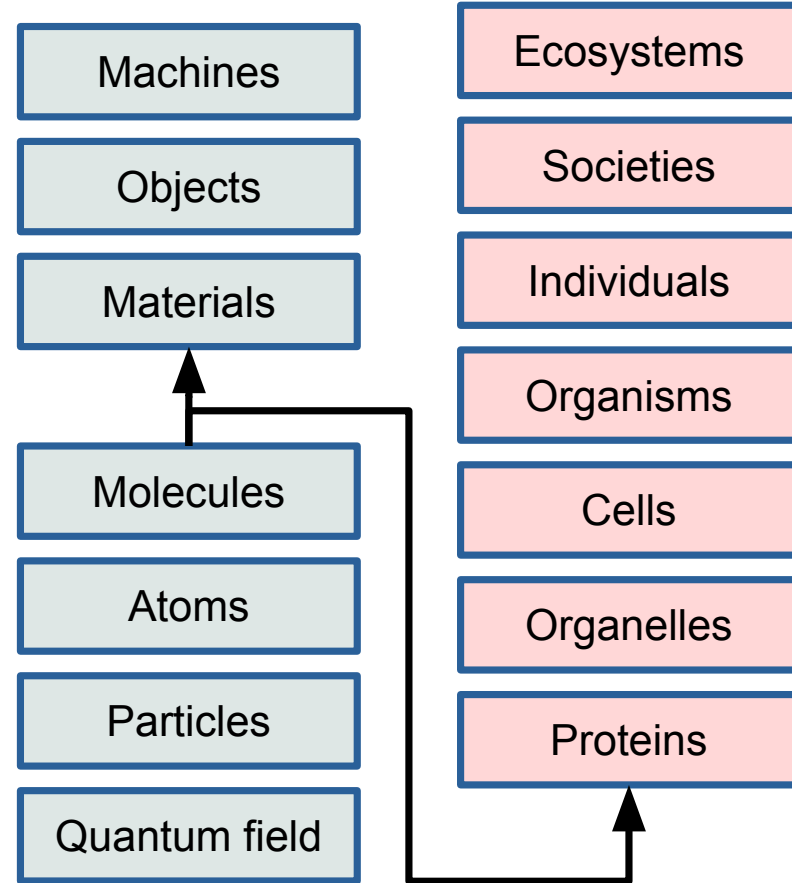 Machines
Objects
Materials
Molecules
Atoms
Particles
Quantum field
Ecosystems
Societies
Individuals
Organisms
Cells
Organelles
Proteins